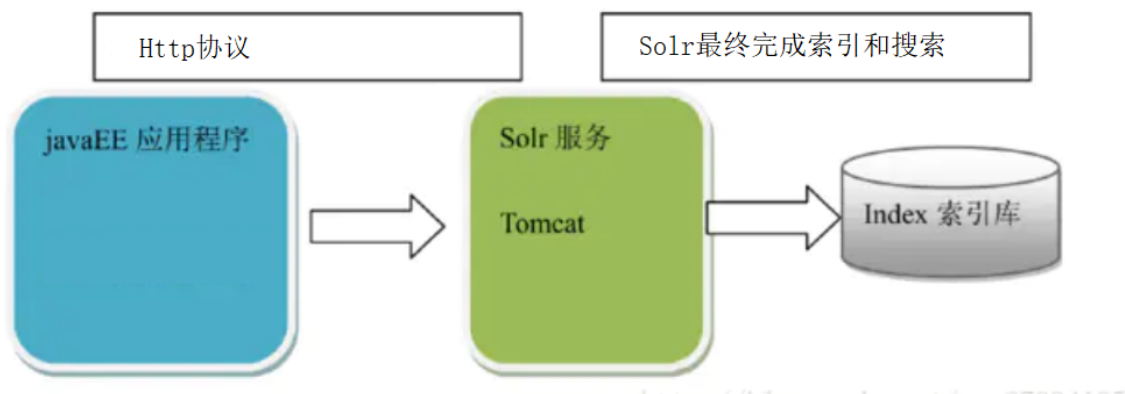 Http协议
Solr最终完成索引和搜索
javaEE 应用程序
Solr 服务
Tomcat
Index 索引库